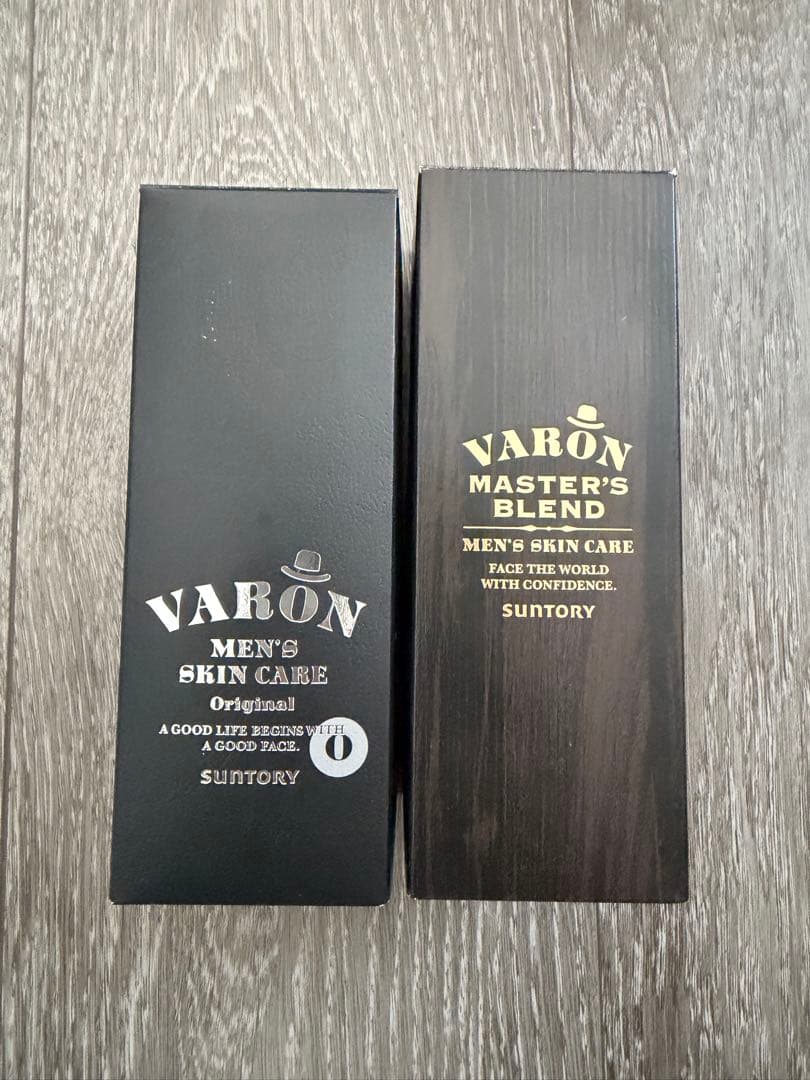 VARON
MEN'S
SKIN CARE
Original
A GOOD LIFE BEGINS WITH
A GOOD FACE.
O
SUNTORY
VARON
MASTER'S
BLEND
MEN'S SKIN CARE
FACE THE WORLD
WITH CONFIDENCE.
SUNTORY